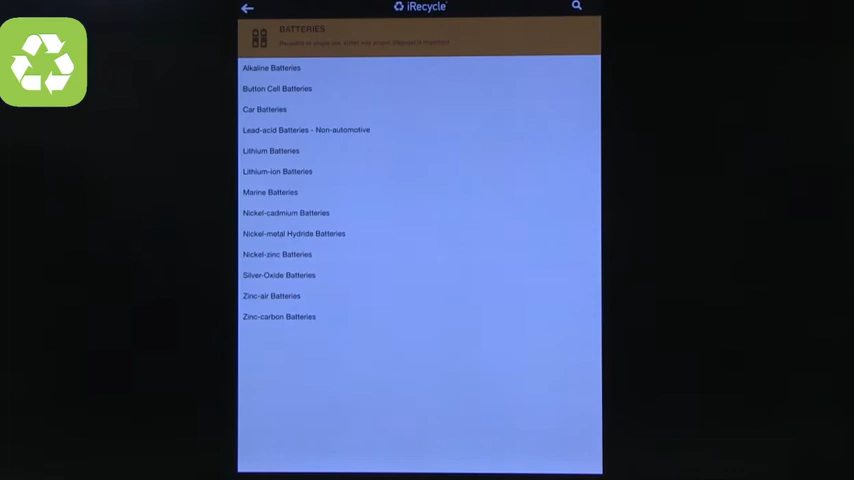 iRecycle
BATTERIES
Alkaline Batteries
Button Cell Batteries
Car Batteries
Lead-acid Batteries - Non-automotive
Lithium Batteries
Lithium-ion Batteries
Marine Batteries
Nickel-cadmium Batteries
Nickel-metal Hydride Batteries
Nickel-zinc Batteries
Silver-Oxide Batteries
Zinc-air Batteries
Zinc-carbon Batteries